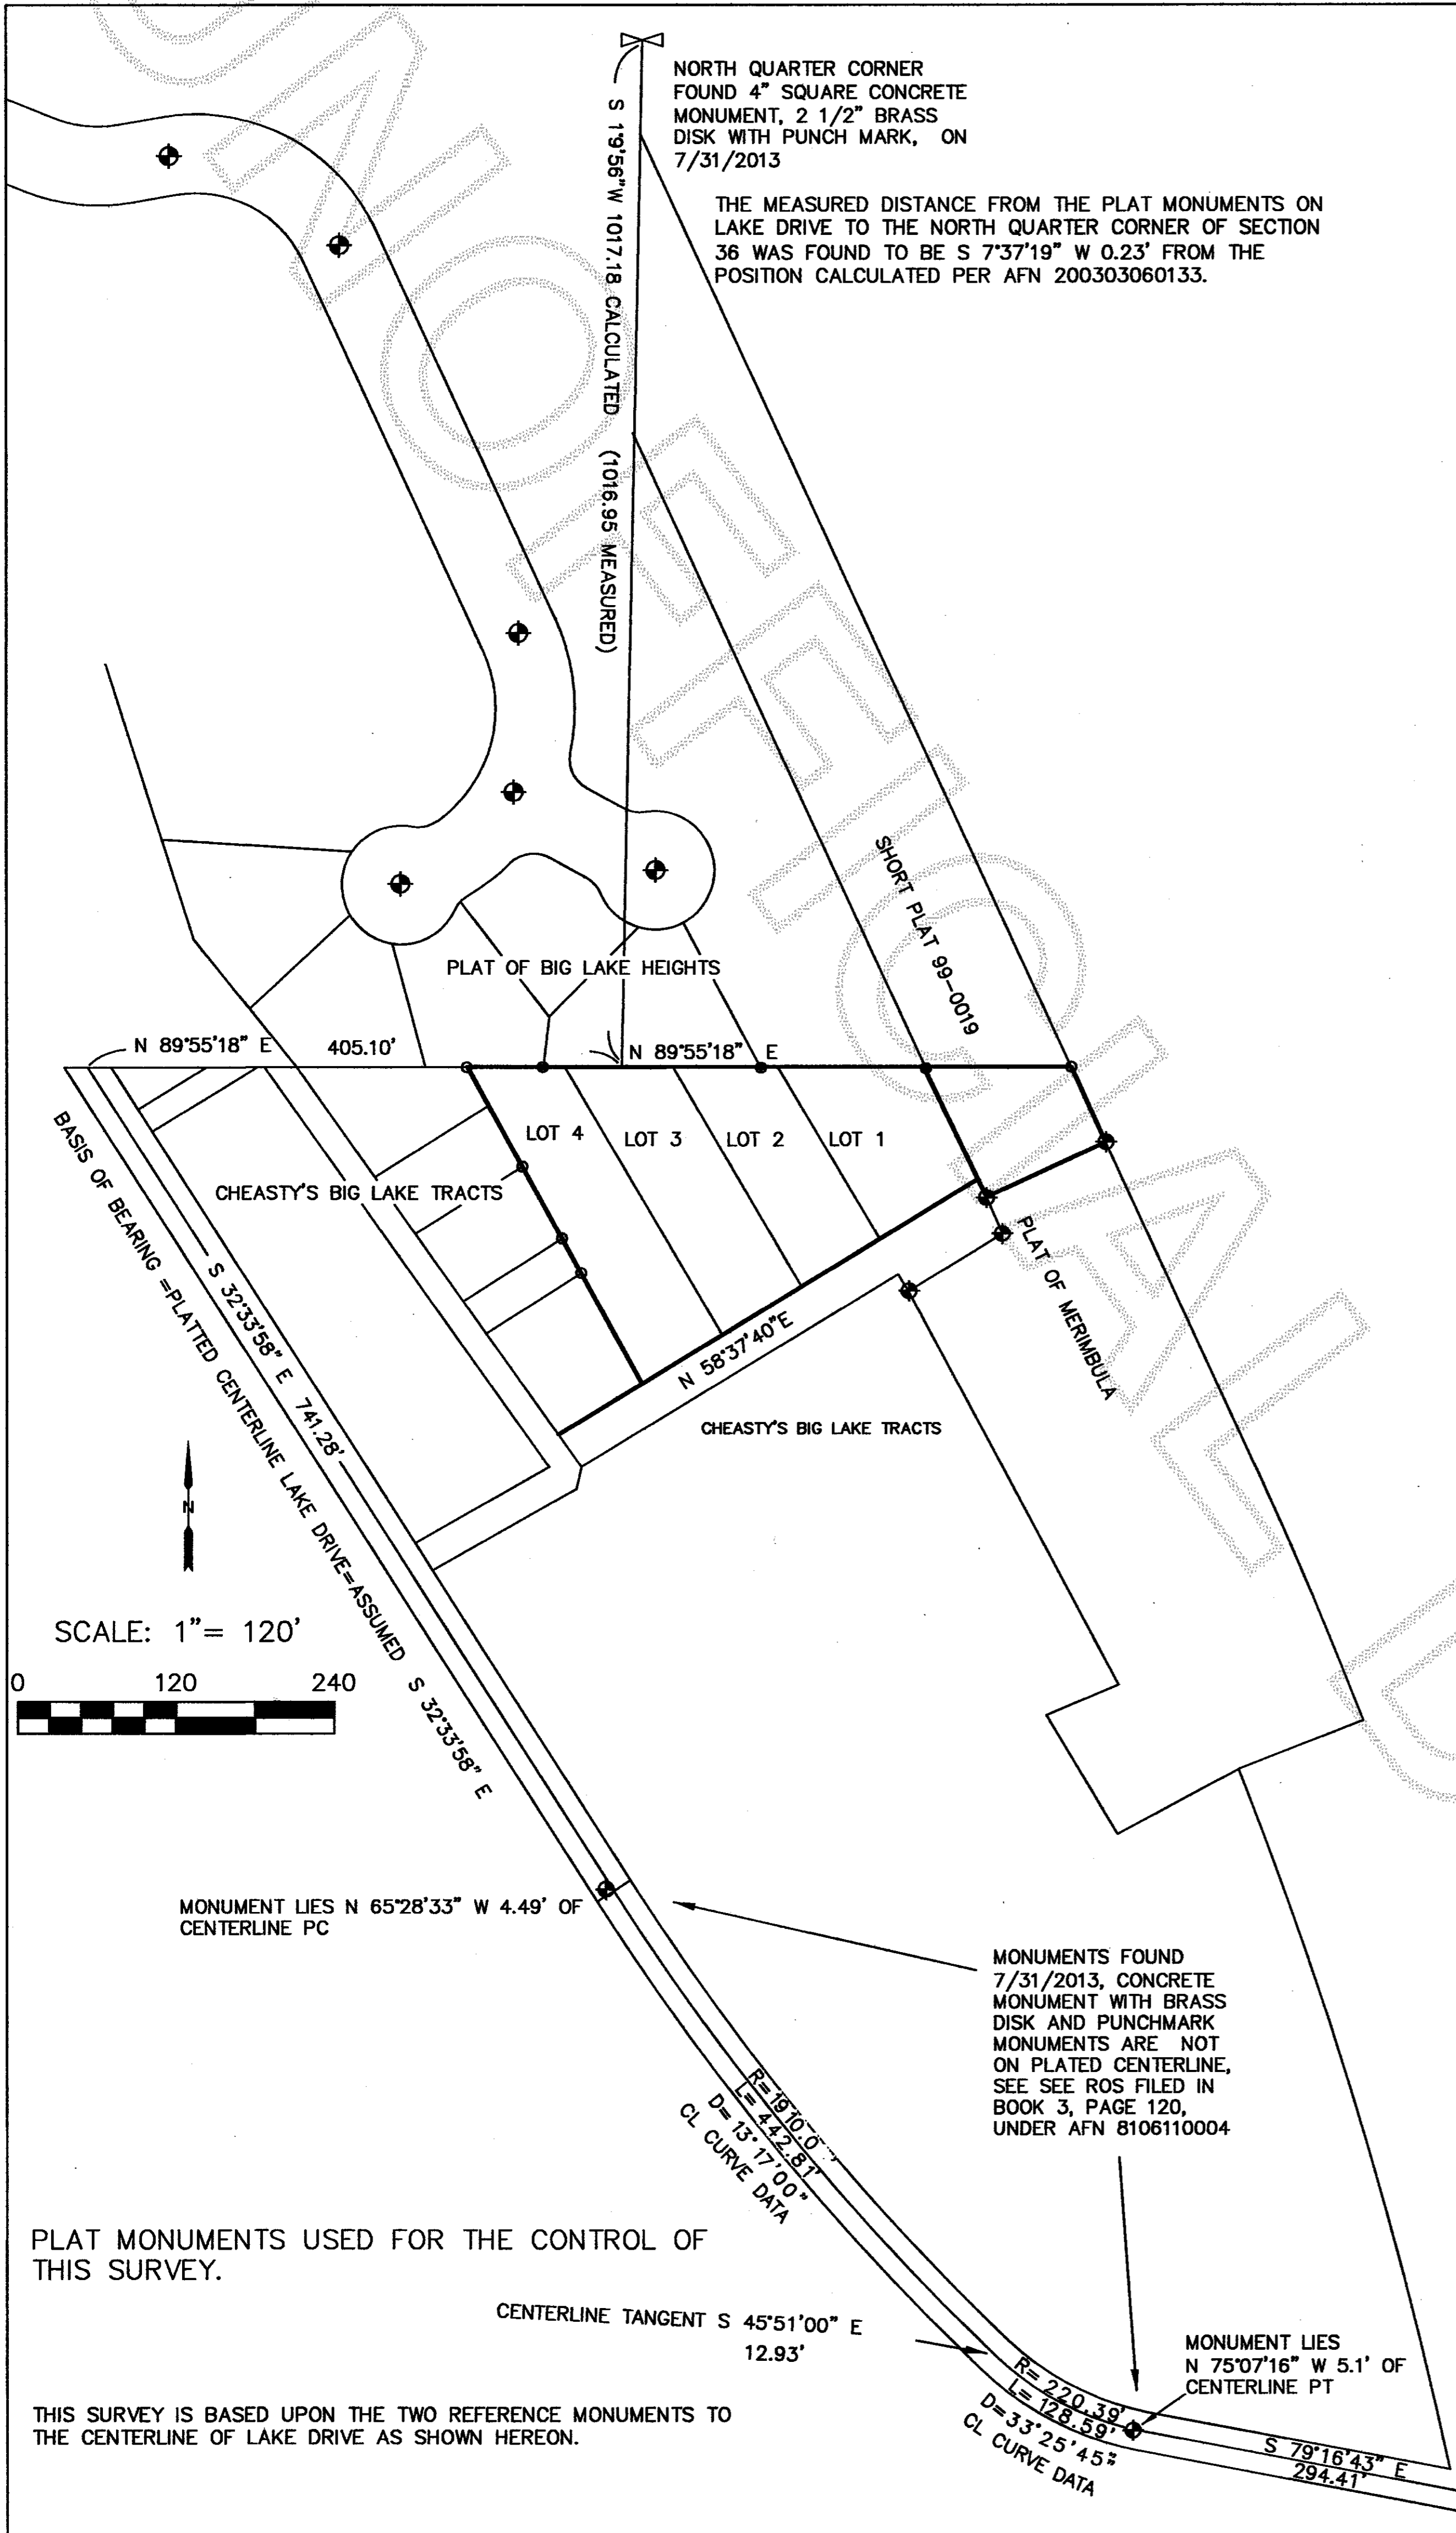 NORTH QUARTER CORNER
FOUND 4" SQUARE CONCRETE
MONUMENT, 2 1/2" BRASS
DISK WITH PUNCH MARK, ON
7/31/2013
S 1°9'56"W 1017.18 CALCULATED (1016.95 MEASURED)
THE MEASURED DISTANCE FROM THE PLAT MONUMENTS ON
LAKE DRIVE TO THE NORTH QUARTER CORNER OF SECTION
36 WAS FOUND TO BE S 7°37'19" W 0.23' FROM THE
POSITION CALCULATED PER AFN 200303060133.
UNOFFICIAL D
SHORT PLAT 99-0019
PLAT OF BIG LAKE HEIGHTS
N 89°55'18" E 405.10'
N 89°55'18" E
LOT 4
LOT 3
LOT 2
LOT 1
CHEASTY'S BIG LAKE TRACTS
PLAT OF MERIMBULA
BASIS OF BEARING =PLATTED CENTERLINE LAKE DRIVE=ASSUMED S 32°33'58" E
S 32°33'58" E 741.28'
N 58°37'40"E
CHEASTY'S BIG LAKE TRACTS
N
SCALE: 1"= 120'
0 120 240
MONUMENT LIES N 65°28'33" W 4.49' OF
CENTERLINE PC
MONUMENTS FOUND
7/31/2013, CONCRETE
MONUMENT WITH BRASS
DISK AND PUNCHMARK
MONUMENTS ARE NOT
ON PLATED CENTERLINE,
SEE SEE ROS FILED IN
BOOK 3, PAGE 120,
UNDER AFN 8106110004
R=1910.0'
L= 442.81'
D= 13°17'00"
CL CURVE DATA
PLAT MONUMENTS USED FOR THE CONTROL OF
THIS SURVEY.
CENTERLINE TANGENT S 45°51'00" E
12.93'
MONUMENT LIES
N 75°07'16" W 5.1' OF
CENTERLINE PT
R= 220.39'
L= 128.59'
D=33°25'45"
CL CURVE DATA
S 79°16'43" E
294.41'
THIS SURVEY IS BASED UPON THE TWO REFERENCE MONUMENTS TO
THE CENTERLINE OF LAKE DRIVE AS SHOWN HEREON.